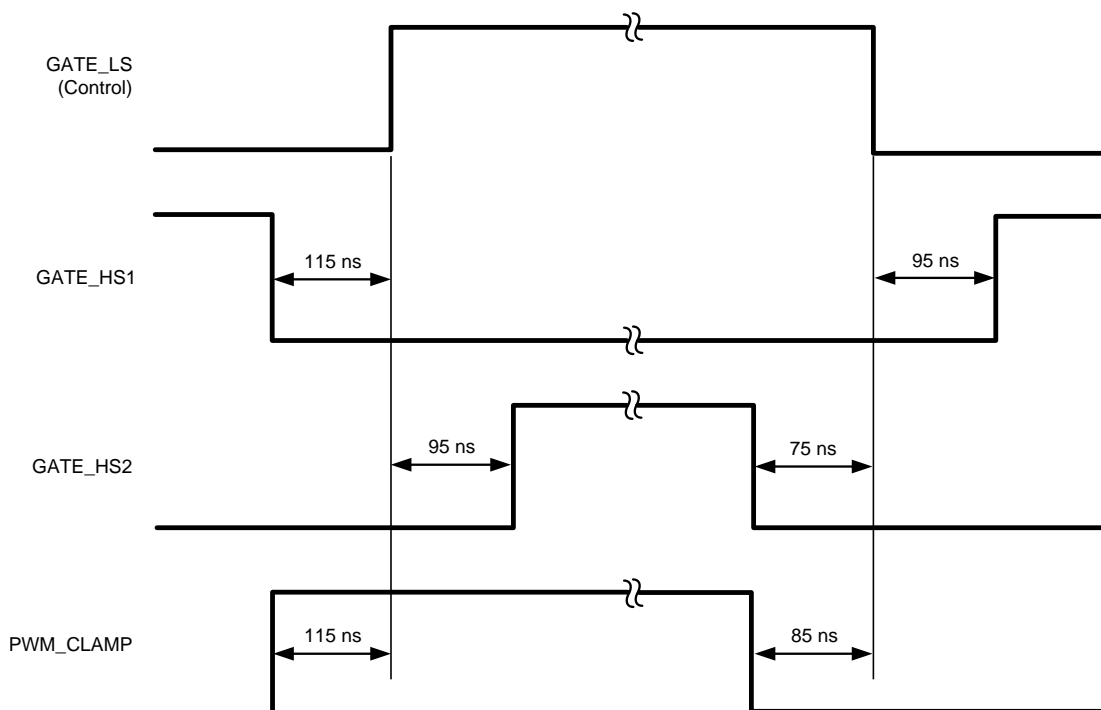 GATE_LS
(Control)
115 ns
95 ns
GATE_HS1
95 ns
75 ns
GATE_HS2
115 ns
85 ns
PWM_CLAMP